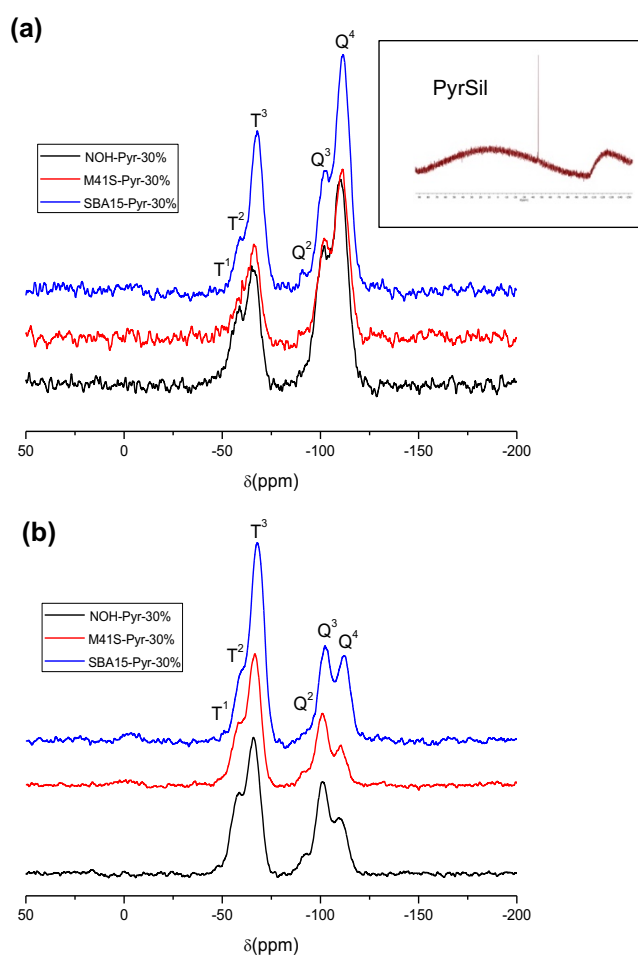 (a)
Q⁴
PyrSil
T³
NOH-Pyr-30%
M41S-Pyr-30%
SBA15-Pyr-30%
Q³
T²
Q²
T¹
50 0 -50 -100 -150 -200
δ(ppm)
(b)
T³
NOH-Pyr-30%
M41S-Pyr-30%
SBA15-Pyr-30%
Q³
Q⁴
T²
Q²
T¹
50 0 -50 -100 -150 -200
δ(ppm)